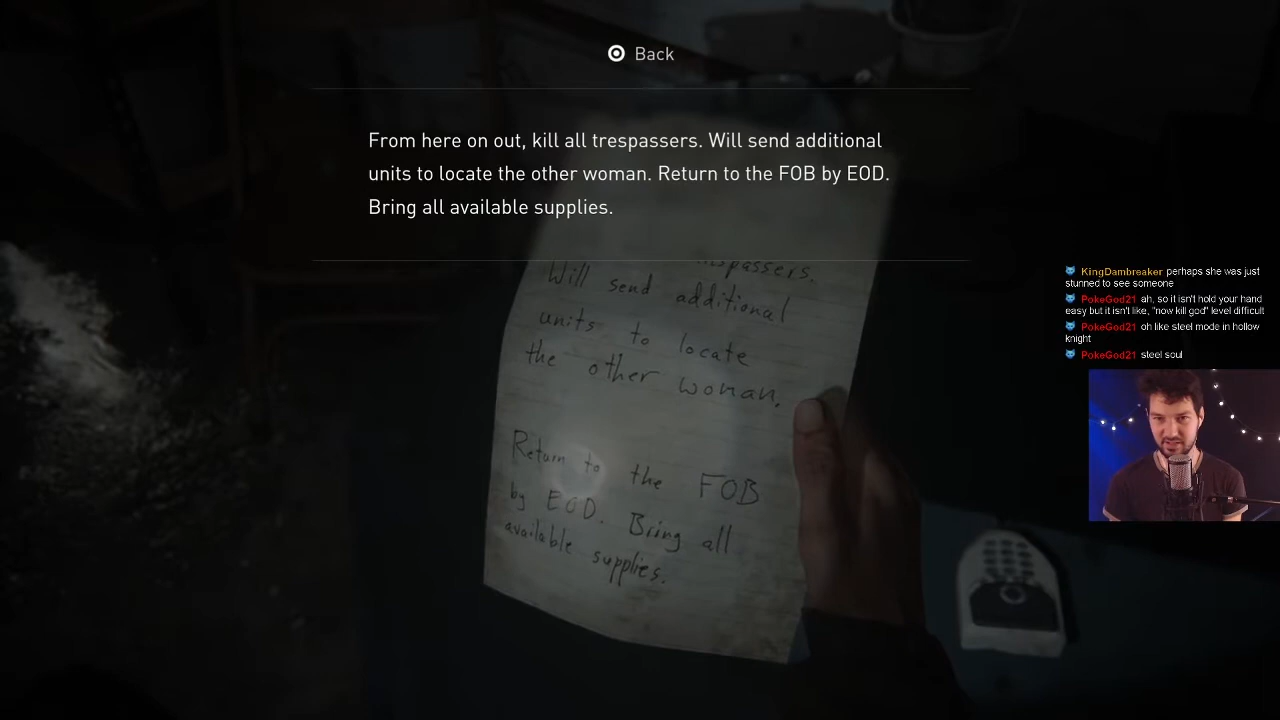 Back
From here on out, kill all trespassers. Will send additional
units to locate the other woman. Return to the FOB by EOD.
Bring all available supplies.
trespassers.
Will send additional
units to locate
the other woman.
Return to the FOB
by EOD. Bring all
available supplies.
KingDambreaker perhaps she was just
stunned to see someone
PokeGod21 ah, so it isn't hold your hand
easy but it isn't like, "now kill god" level difficult
PokeGod21 oh like steel mode in hollow
knight
PokeGod21 steel soul